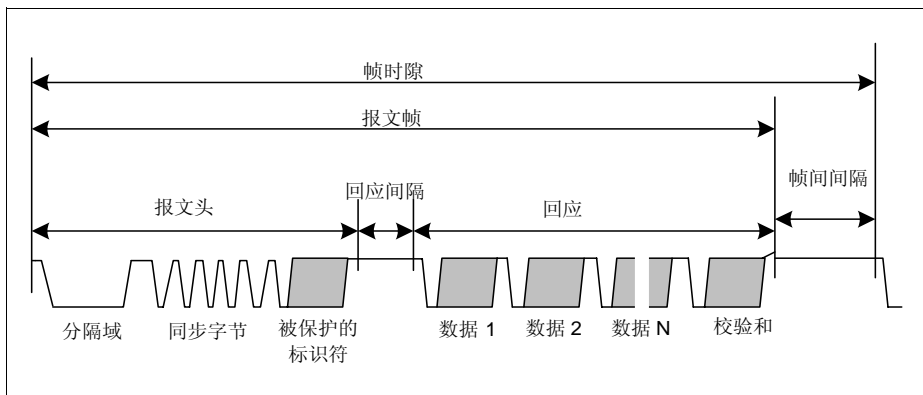 帧时隙
报文帧
帧间间隔
回应间隔
报文头
回应
分隔域
同步字节
被保护的
标识符
数据 1
数据 2
数据 N
校验和